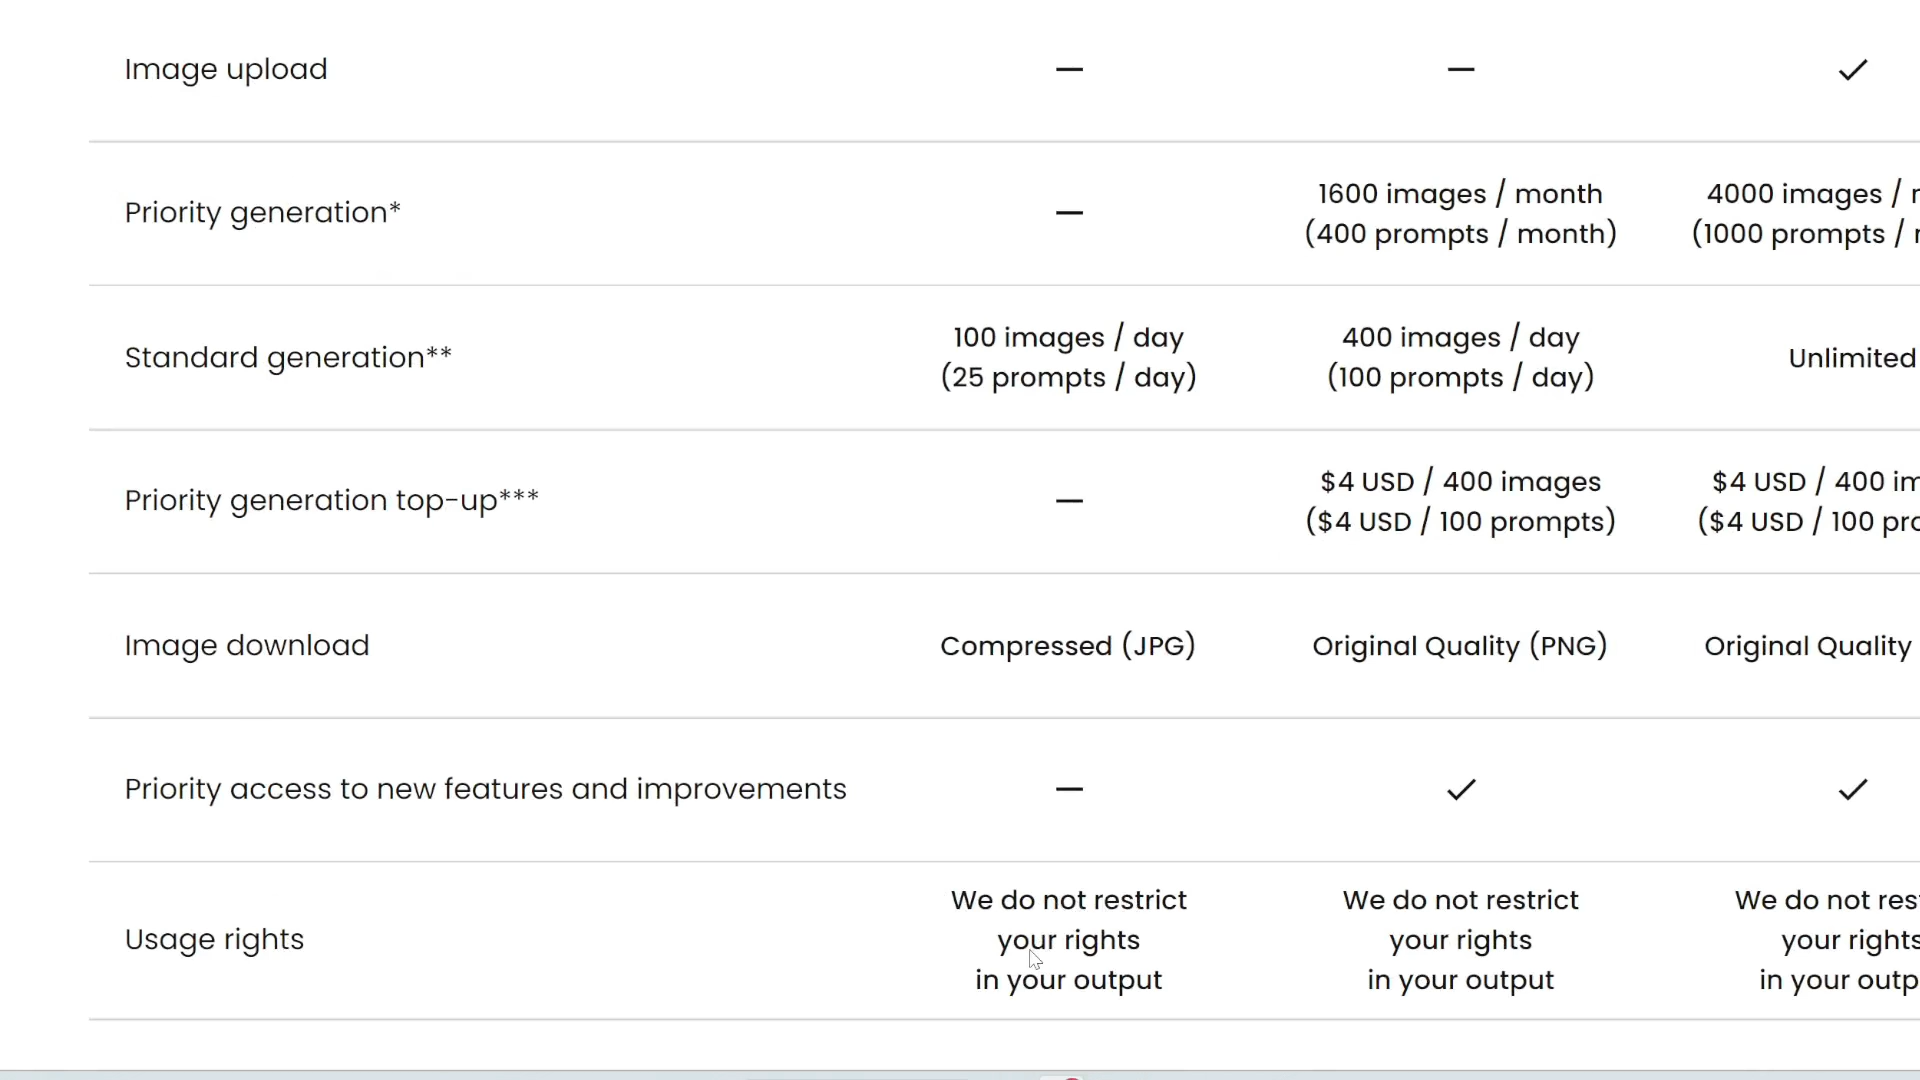 Image upload — — ✓
Priority generation* — 1600 images / month 4000 images /
(400 prompts / month) (1000 prompts /
Standard generation** 100 images / day 400 images / day Unlimited
(25 prompts / day) (100 prompts / day)
Priority generation top-up*** — $4 USD / 400 images $4 USD / 400
($4 USD / 100 prompts) ($4 USD / 100
Image download Compressed (JPG) Original Quality (PNG) Original Quality
Priority access to new features and improvements — ✓ ✓
Usage rights
We do not restrict We do not restrict We do not
your rights your rights your rights
in your output in your output in your